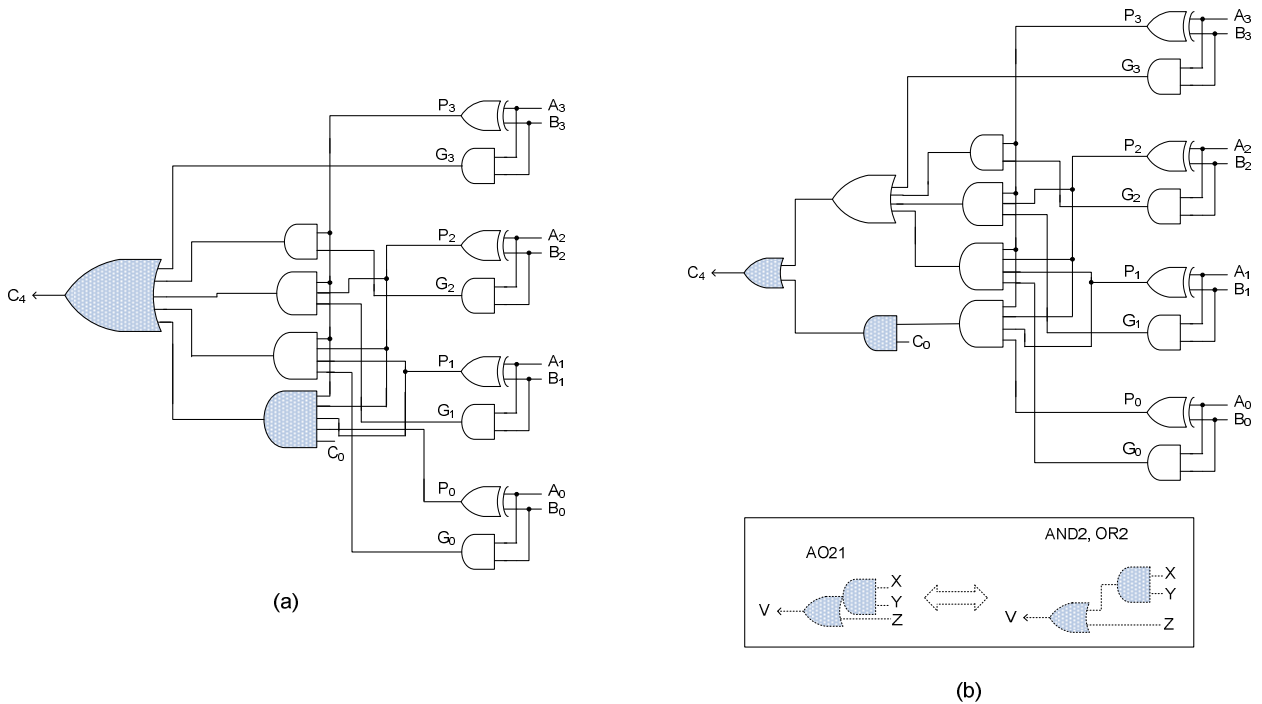 P3
A3
B3
G3
P2
A2
B2
G2
C4
P1
A1
B1
G1
C0
P0
A0
B0
G0
(a)
P3
A3
B3
G3
P2
A2
B2
G2
C4
P1
A1
B1
G1
C0
P0
A0
B0
G0
AO21
AND2, OR2
X
Y
Z
V
X
Y
Z
V
(b)